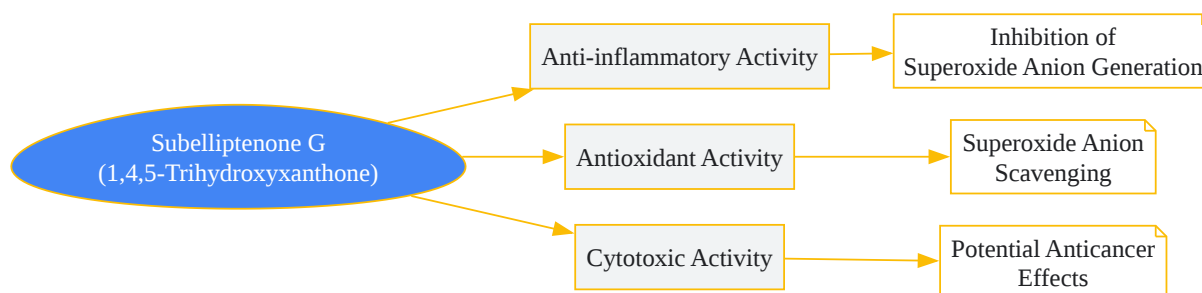 Subelliptenone G
(1,4,5-Trihydroxyxanthone)
Anti-inflammatory Activity
Inhibition of
Superoxide Anion Generation
Antioxidant Activity
Superoxide Anion
Scavenging
Cytotoxic Activity
Potential Anticancer
Effects